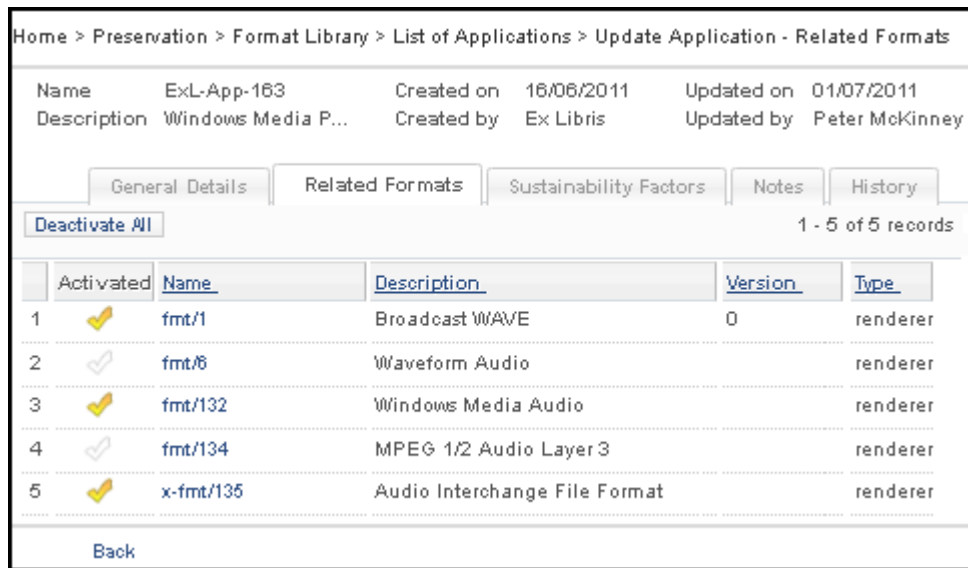 Home > Preservation > Format Library > List of Applications > Update Application - Related Formats
Name ExL-App-163 Created on 16/06/2011 Updated on 01/07/2011
Description Windows Media P... Created by Ex Libris Updated by Peter McKinney
General Details Related Formats Sustainability Factors Notes History
Deactivate All 1 - 5 of 5 records
Activated Name Description Version Type
1 fmt/1 Broadcast WAVE 0 renderer
2 fmt/6 Waveform Audio renderer
3 fmt/132 Windows Media Audio renderer
4 fmt/134 MPEG 1/2 Audio Layer 3 renderer
5 x-fmt/135 Audio Interchange File Format renderer
Back